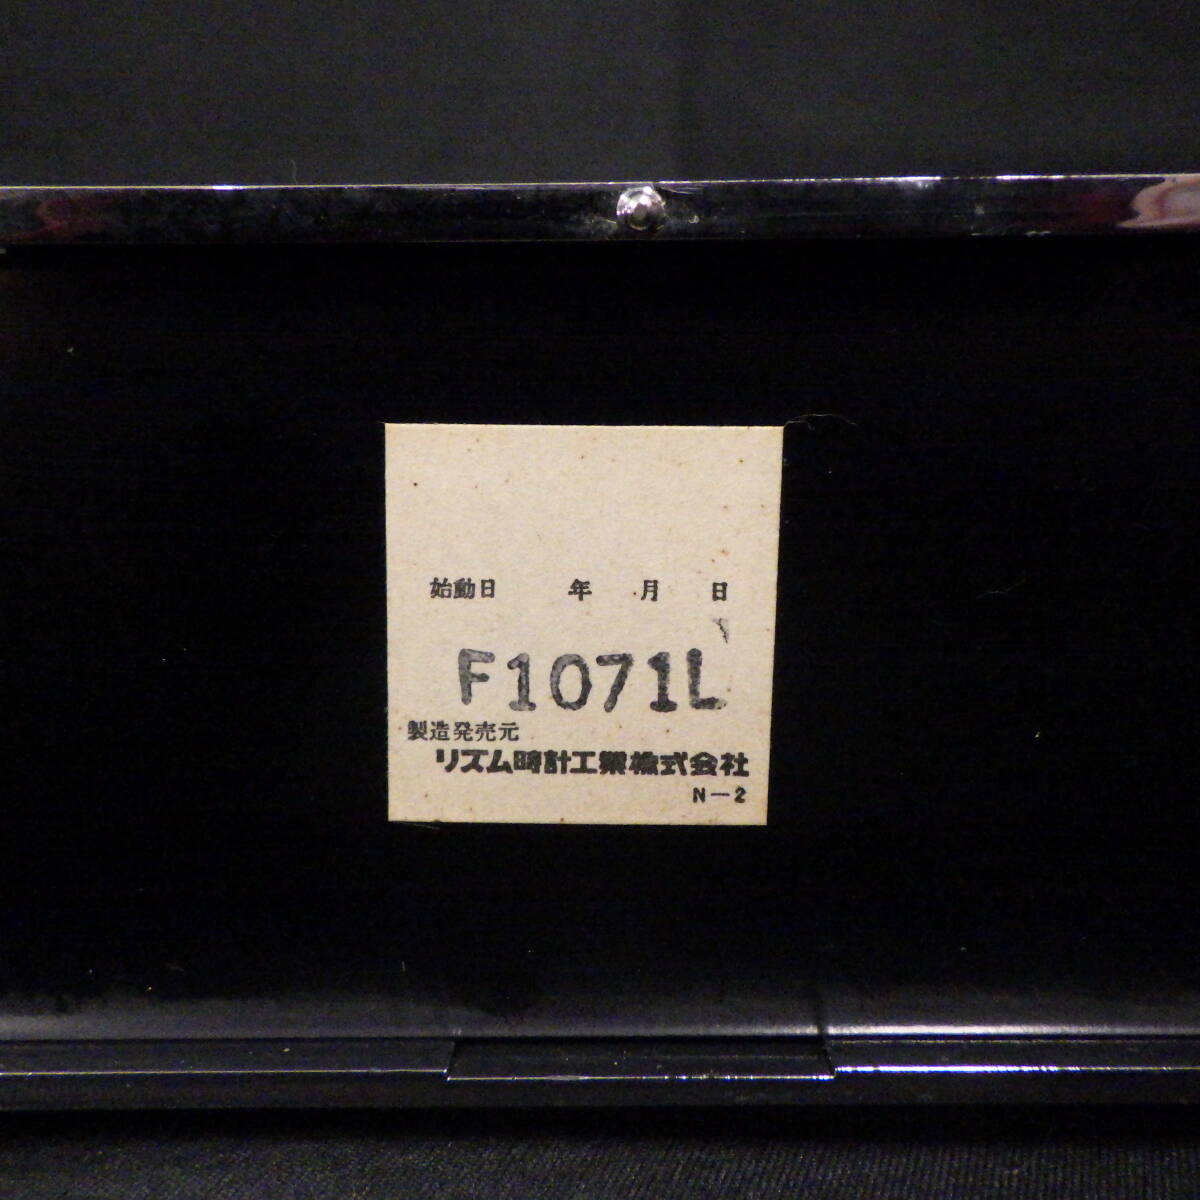 始動日 年 月 日
F1071L
製造発売元
リズム時計工業株式会社
N-2